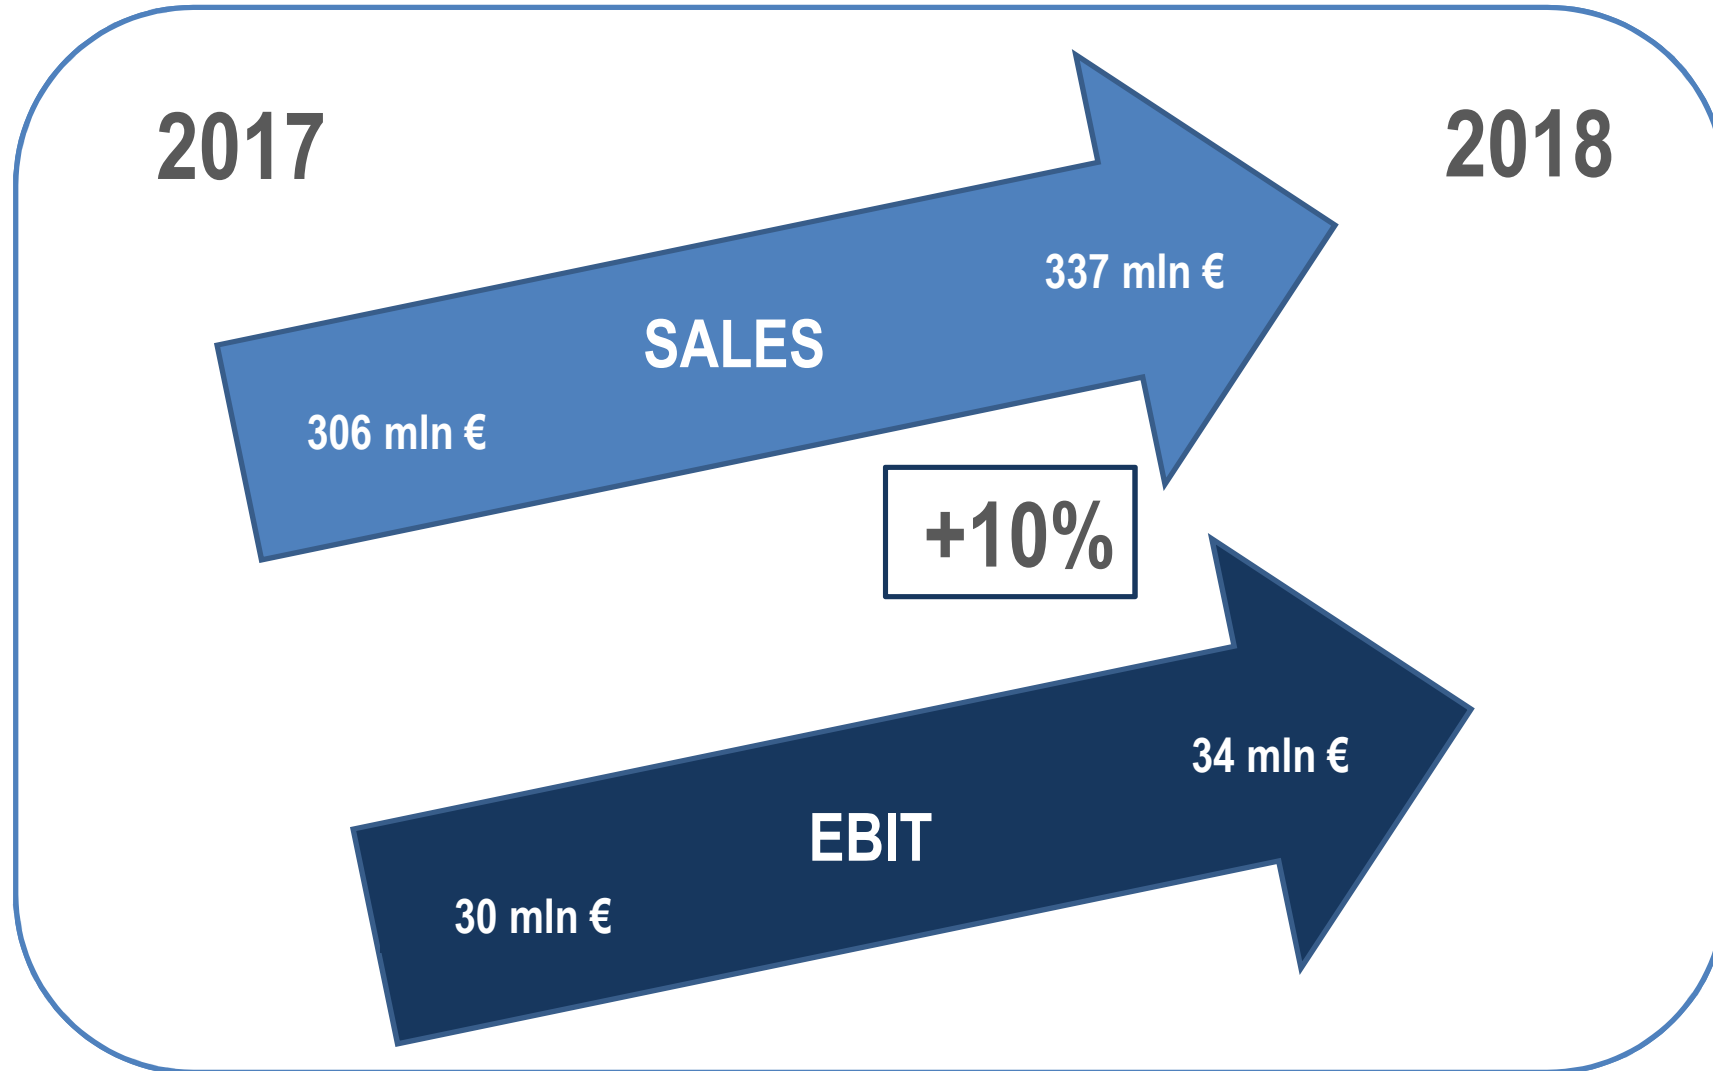 2017
2018
337 mln €
SALES
306 mln €
+10%
34 mln €
EBIT
30 mln €